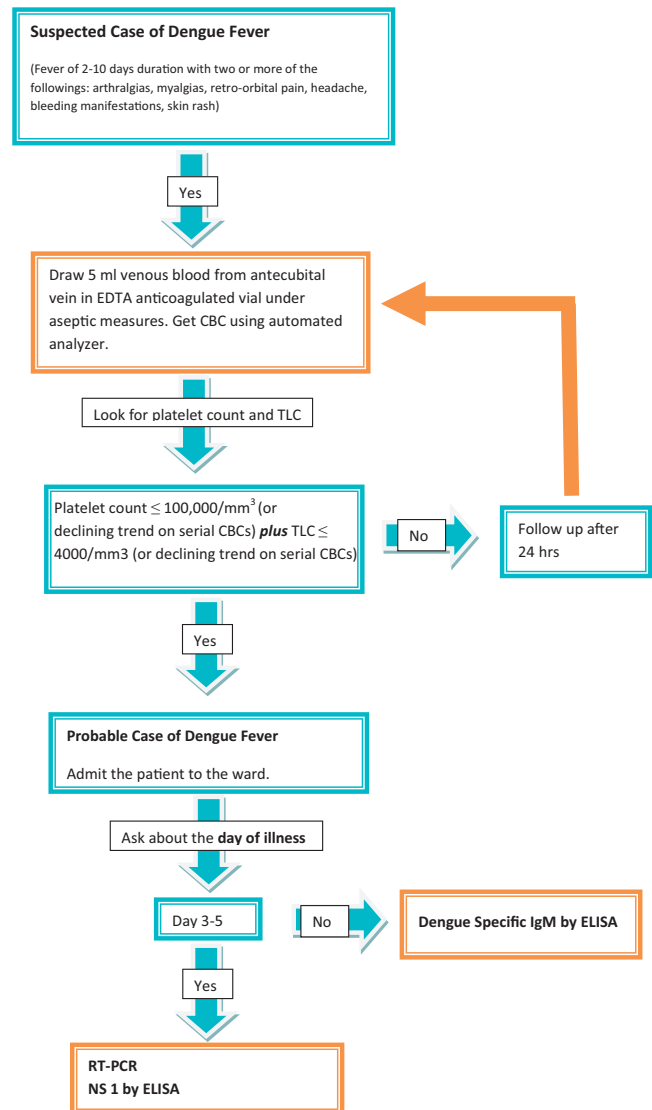 Suspected Case of Dengue Fever
(Fever of 2-10 days duration with two or more of the
followings: arthralgias, myalgias, retro-orbital pain, headache,
bleeding manifestations, skin rash)
Yes
Draw 5 ml venous blood from antecubital
vein in EDTA anticoagulated vial under
aseptic measures. Get CBC using automated
analyzer.
Look for platelet count and TLC
Platelet count ≤ 100,000/mm³ (or
declining trend on serial CBCs) plus TLC ≤
4000/mm3 (or declining trend on serial CBCs)
No
Follow up after
24 hrs
Yes
Probable Case of Dengue Fever
Admit the patient to the ward.
Ask about the day of illness
Day 3-5
No
Dengue Specific IgM by ELISA
Yes
RT-PCR
NS 1 by ELISA